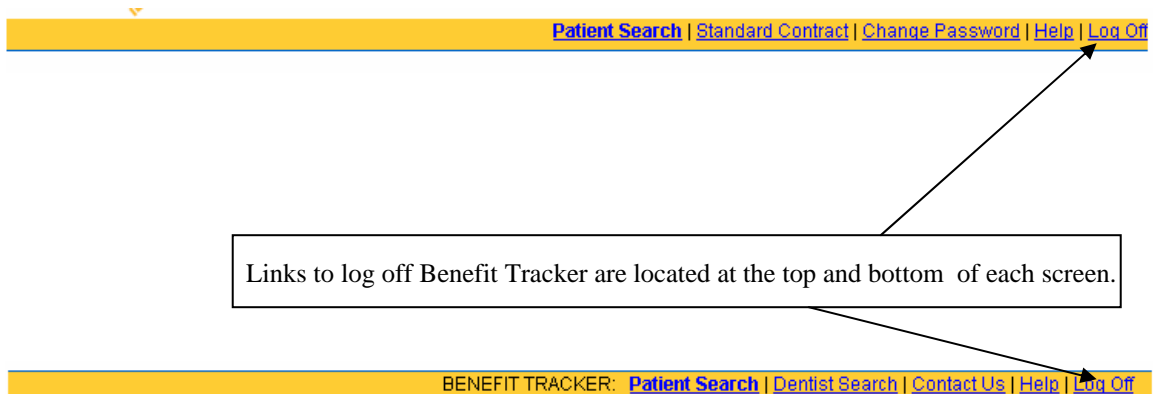 Patient Search | Standard Contract | Change Password | Help | Log Off
Links to log off Benefit Tracker are located at the top and bottom of each screen.
BENEFIT TRACKER: Patient Search | Dentist Search | Contact Us | Help | Log Off